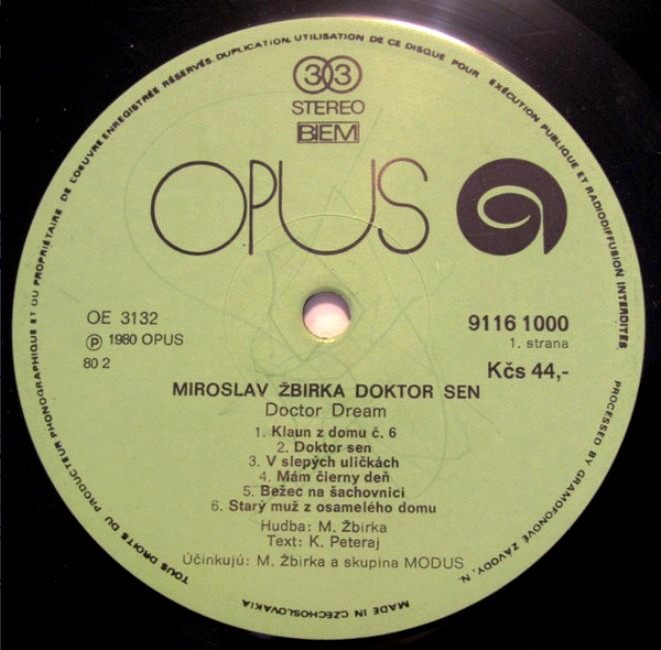 TOUS DROITS DU PRODUCTEUR PHONOGRAPHIQUE ET DU PROPRIÉTAIRE DE L'OEUVRE ENREGISTRÉE RÉSERVÉS. DUPLICATION, UTILISATION DE CE DISQUE POUR EXÉCUTION PUBLIQUE ET RADIODIFFUSION INTERDITES
33
STEREO
BIEM
OPUS
OE 3132
℗ 1980 OPUS
80 2
9116 1000
1. strana
Kčs 44,-
MIROSLAV ŽBIRKA DOKTOR SEN
Doctor Dream
1. Klaun z domu č. 6
2. Doktor sen
3. V slepých uličkách
4. Mám čierny deň
5. Bežec na šachovnici
6. Starý muž z osamelého domu
Hudba: M. Žbirka
Text: K. Peteraj
Účinkujú: M. Žbirka a skupina MODUS
PROCESSED BY GRAMOFONOVÉ ZÁVODY, N.
MADE IN CZECHOSLOVAKIA